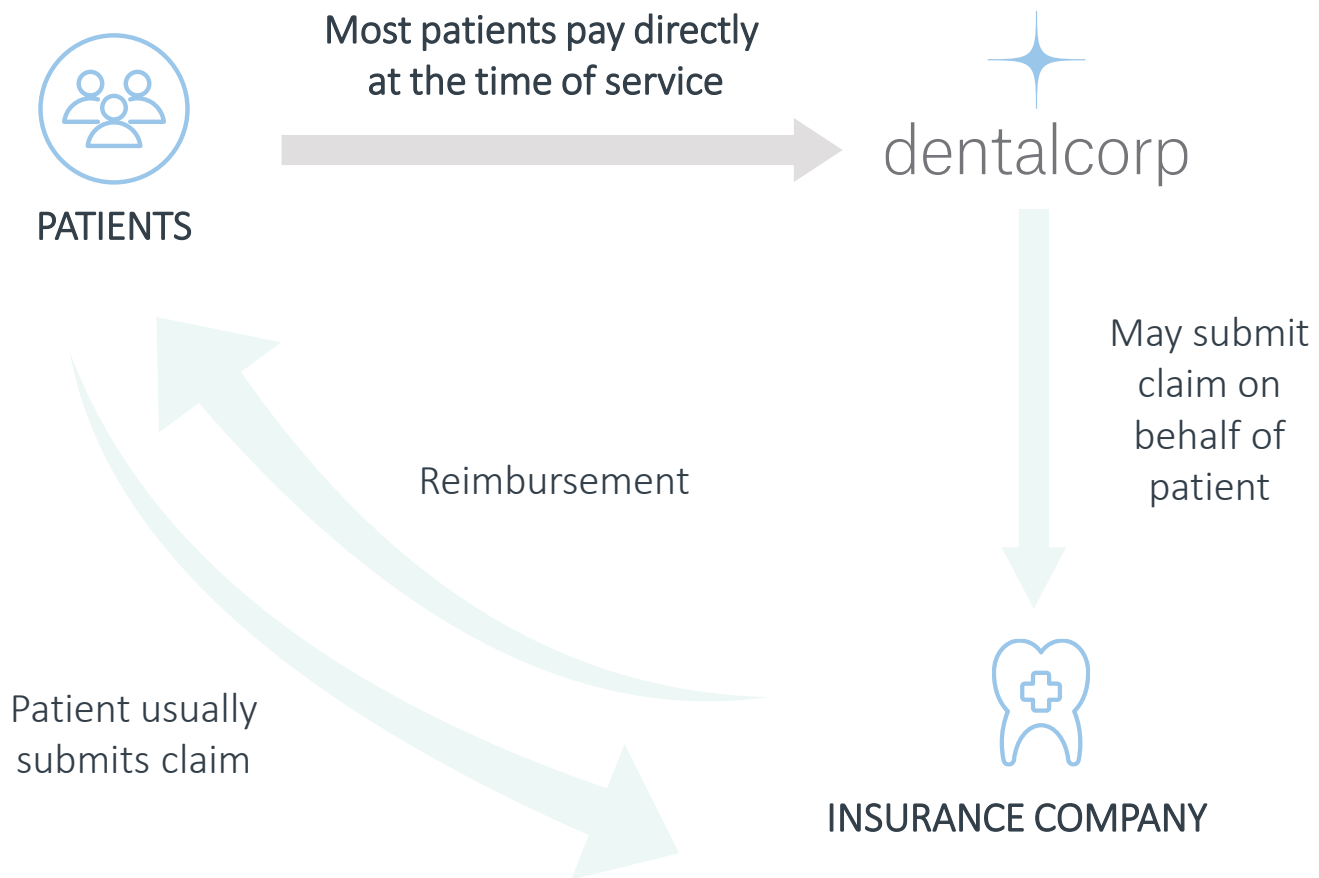 Most patients pay directly
at the time of service
dentalcorp
PATIENTS
May submit
claim on
behalf of
patient
Reimbursement
Patient usually
submits claim
INSURANCE COMPANY